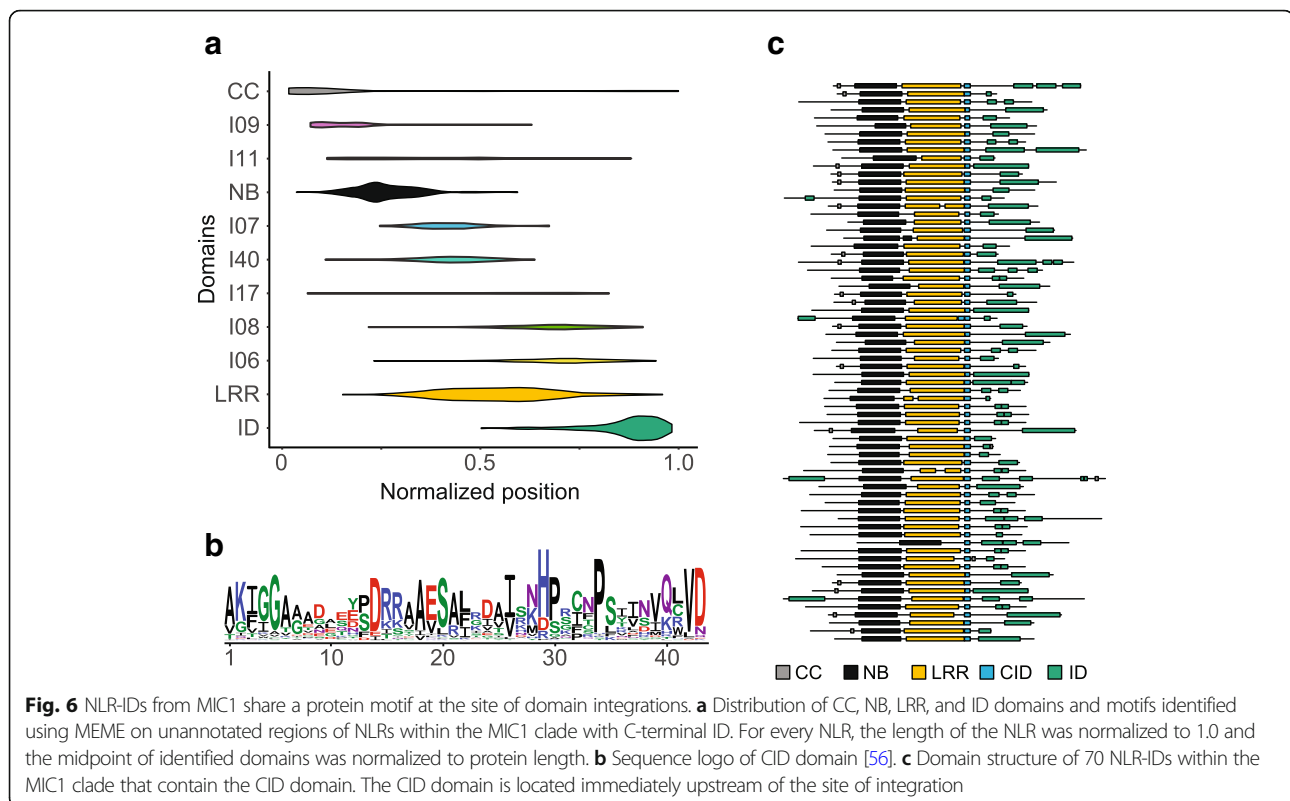 a
CC
I09
I11
NB
I07
I40
I17
I08
I06
LRR
ID
Domains
0 0.5 1.0
Normalized position
b
1 10 20 30 40
c
CC NB LRR CID ID
Fig. 6 NLR-IDs from MIC1 share a protein motif at the site of domain integrations. a Distribution of CC, NB, LRR, and ID domains and motifs identified
using MEME on unannotated regions of NLRs within the MIC1 clade with C-terminal ID. For every NLR, the length of the NLR was normalized to 1.0 and
the midpoint of identified domains was normalized to protein length. b Sequence logo of CID domain [56]. c Domain structure of 70 NLR-IDs within the
MIC1 clade that contain the CID domain. The CID domain is located immediately upstream of the site of integration